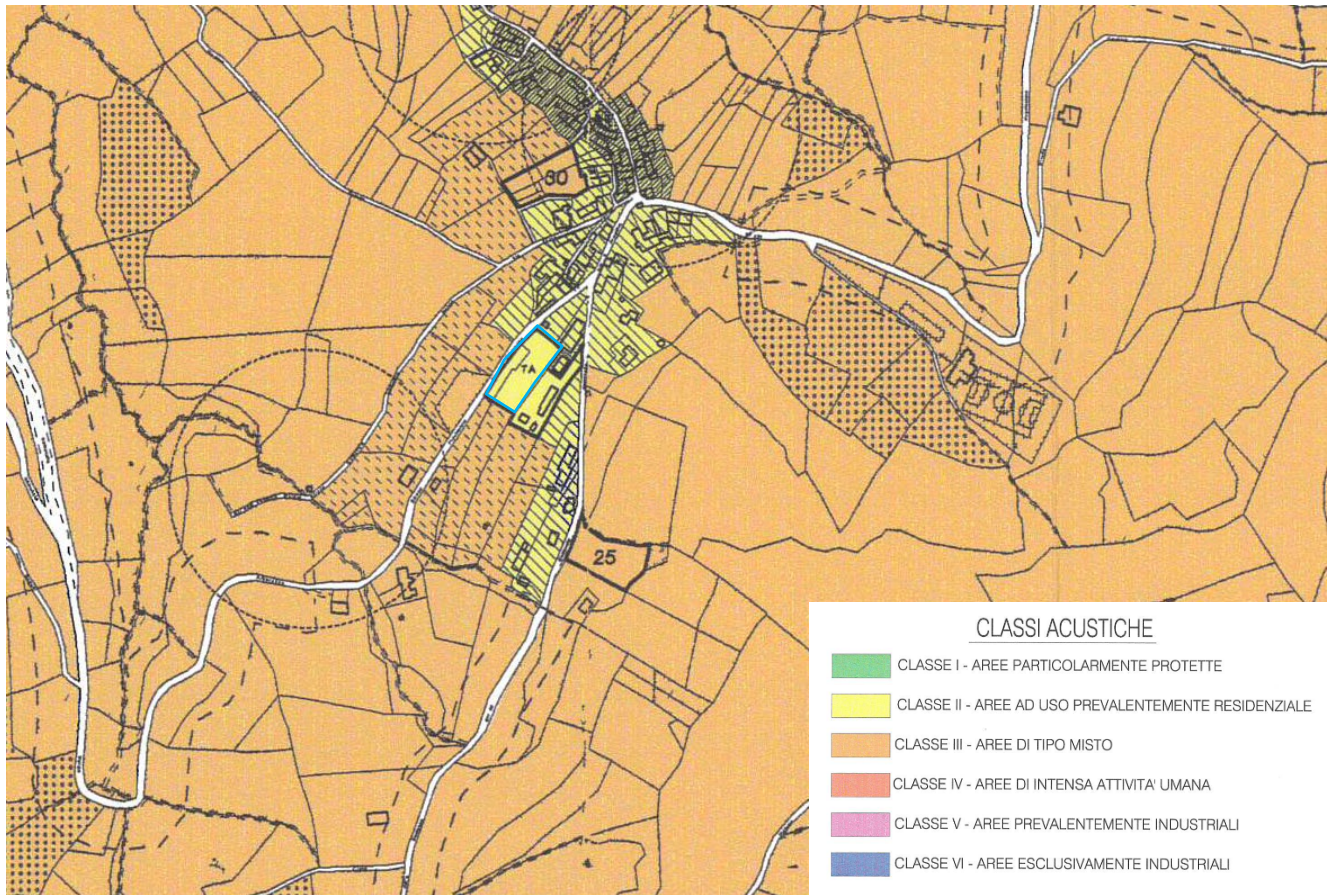 30
TA
25
CLASSI ACUSTICHE
CLASSE I - AREE PARTICOLARMENTE PROTETTE
CLASSE II - AREE AD USO PREVALENTEMENTE RESIDENZIALE
CLASSE III - AREE DI TIPO MISTO
CLASSE IV - AREE DI INTENSA ATTIVITA' UMANA
CLASSE V - AREE PREVALENTEMENTE INDUSTRIALI
CLASSE VI - AREE ESCLUSIVAMENTE INDUSTRIALI